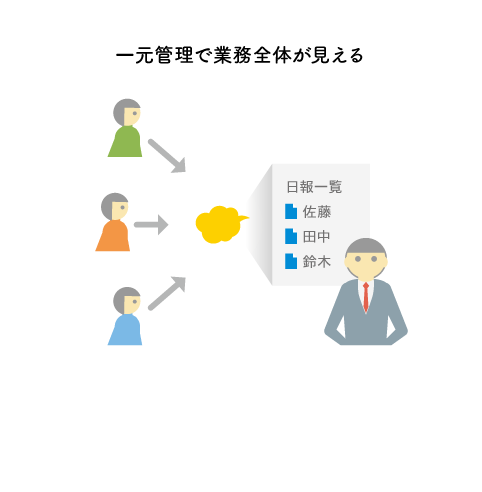 一元管理で業務全体が見える
日報一覧
佐藤
田中
鈴木